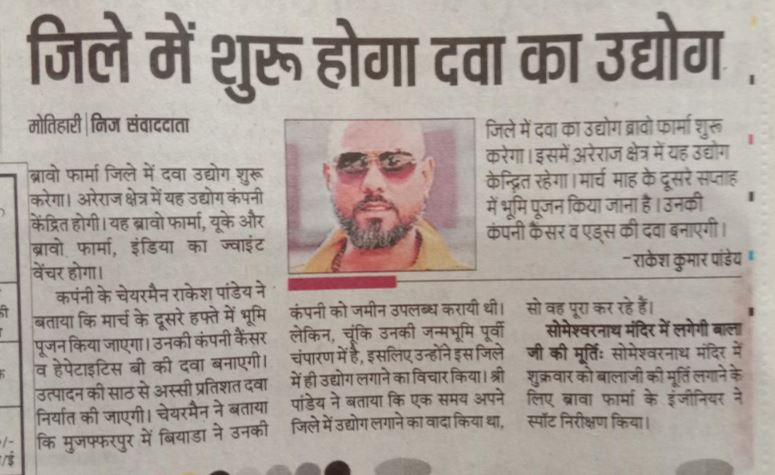 जिले में शुरू होगा दवा का उद्योग
मोतिहारी | निज संवाददाता
ब्रावो फार्मा जिले में दवा उद्योग शुरू
करेगा। अरेराज क्षेत्र में यह उद्योग कंपनी
केंद्रित होगी। यह ब्रावो फार्मा, यूके और
ब्रावो फार्मा, इंडिया का ज्वाइंट
वेंचर होगा।
कंपनी के चेयरमैन राकेश पांडेय ने
बताया कि मार्च के दूसरे हफ्ते में भूमि
पूजन किया जाएगा। उनकी कंपनी कैंसर
व हेपेटाइटिस बी की दवा बनाएगी।
उत्पादन की साठ से अस्सी प्रतिशत दवा
निर्यात की जाएगी। चेयरमैन ने बताया
कि मुजफ्फरपुर में बियाडा ने उनकी
जिले में दवा का उद्योग ब्रावो फार्मा शुरू
करेगा। इसमें अरेराज क्षेत्र में यह उद्योग
केन्द्रित रहेगा। मार्च माह के दूसरे सप्ताह
में भूमि पूजन किया जाना है। उनकी
कंपनी कैंसर व एड्स की दवा बनाएगी।
-राकेश कुमार पांडेय
कंपनी को जमीन उपलब्ध करायी थी।
लेकिन, चूंकि उनकी जन्मभूमि पूर्वी
चंपारण में है, इसलिए उन्होंने इस जिले
में ही उद्योग लगाने का विचार किया। श्री
पांडेय ने बताया कि एक समय अपने
जिले में उद्योग लगाने का वादा किया था,
सो वह पूरा कर रहे हैं।
सोमेश्वरनाथ मंदिर में लगेगी बाला
जी की मूर्ति: सोमेश्वरनाथ मंदिर में
शुक्रवार को बालाजी की मूर्ति लगाने के
लिए ब्रावा फार्मा के इंजीनियर ने
स्पॉट निरीक्षण किया।